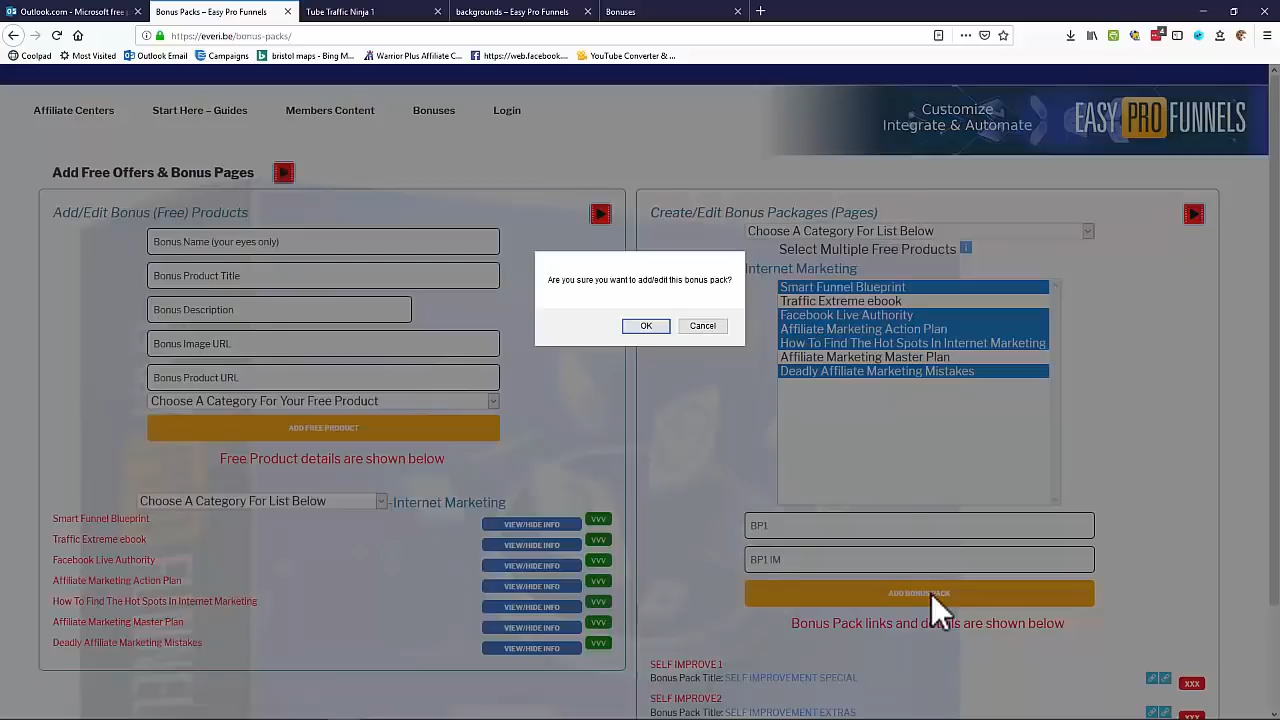 Outlook.com - Microsoft free p
Bonus Packs – Easy Pro Funnels
Tube Traffic Ninja 1
backgrounds – Easy Pro Funnels
Bonuses
https://everi.be/bonus-packs/
Coolpad
Most Visited
Outlook Email
Campaigns
bristol maps - Bing M...
Warrior Plus Affiliate C...
https://web.facebook....
YouTube Converter & ...
Affiliate Centers
Start Here – Guides
Members Content
Bonuses
Login
Customize
Integrate & Automate
EASY PRO FUNNELS
Add Free Offers & Bonus Pages
Add/Edit Bonus (Free) Products
Bonus Name (your eyes only)
Bonus Product Title
Bonus Description
Bonus Image URL
Bonus Product URL
Choose A Category For Your Free Product
ADD FREE PRODUCT
Free Product details are shown below
Choose A Category For List Below
-Internet Marketing
Smart Funnel Blueprint
VIEW/HIDE INFO
VVV
Traffic Extreme ebook
VIEW/HIDE INFO
VVV
Facebook Live Authority
VIEW/HIDE INFO
VVV
Affiliate Marketing Action Plan
VIEW/HIDE INFO
VVV
How To Find The Hot Spots In Internet Marketing
VIEW/HIDE INFO
VVV
Affiliate Marketing Master Plan
VIEW/HIDE INFO
VVV
Deadly Affiliate Marketing Mistakes
VIEW/HIDE INFO
VVV
Are you sure you want to add/edit this bonus pack?
OK
Cancel
Create/Edit Bonus Packages (Pages)
Choose A Category For List Below
Select Multiple Free Products
Internet Marketing
Smart Funnel Blueprint
Traffic Extreme ebook
Facebook Live Authority
Affiliate Marketing Action Plan
How To Find The Hot Spots In Internet Marketing
Affiliate Marketing Master Plan
Deadly Affiliate Marketing Mistakes
BP1
BP1 IM
ADD BONUS PACK
Bonus Pack links and details are shown below
SELF IMPROVE 1
Bonus Pack Title: SELF IMPROVEMENT SPECIAL
XXX
SELF IMPROVE2
Bonus Pack Title: SELF IMPROVEMENT EXTRAS
XXX